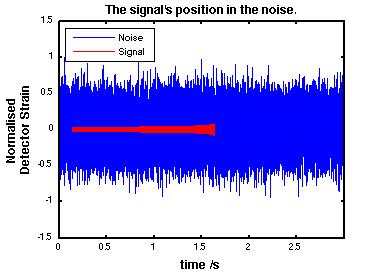 The signal's position in the noise.
1.5
1
0.5
0
-0.5
-1
-1.5
Noise
Signal
Normalised
Detector Strain
0 0.5 1 1.5 2 2.5
time /s